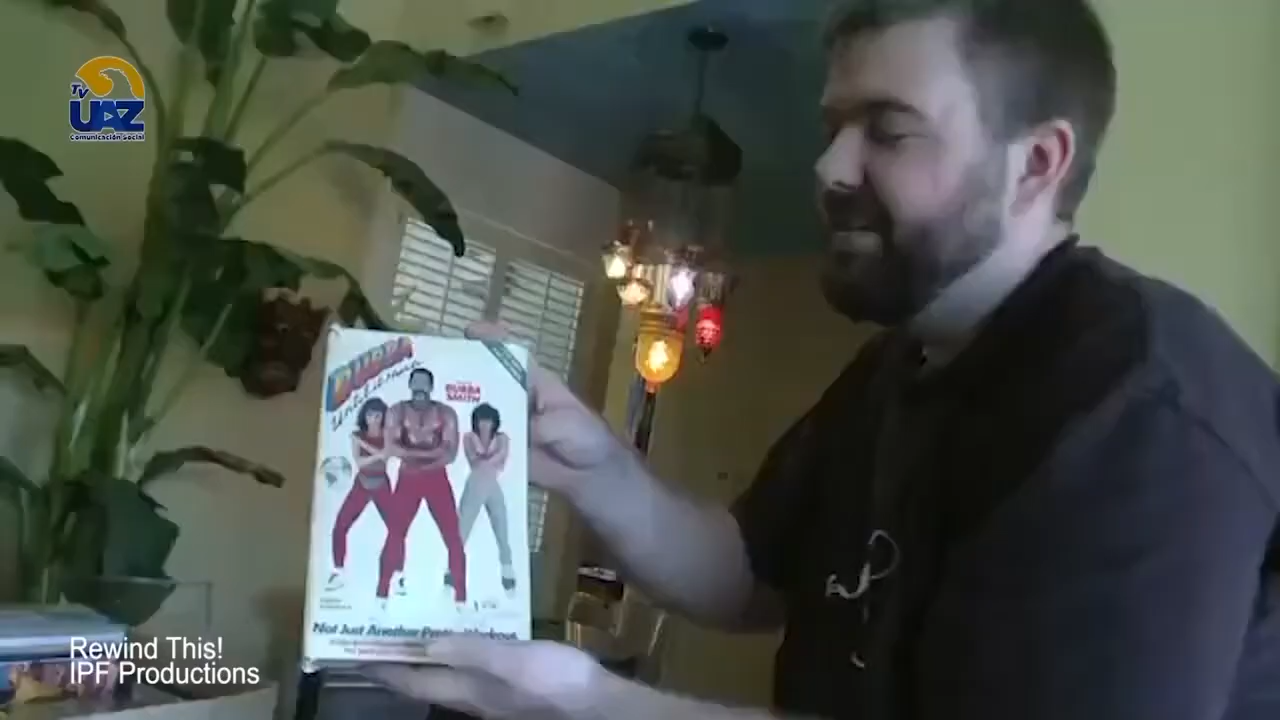 TV
UAZ
Comunicación Social
BUBBA
Until It Hurts
BUBBA
SMITH
Not Just Another Pretty Workout
Rewind This!
IPF Productions